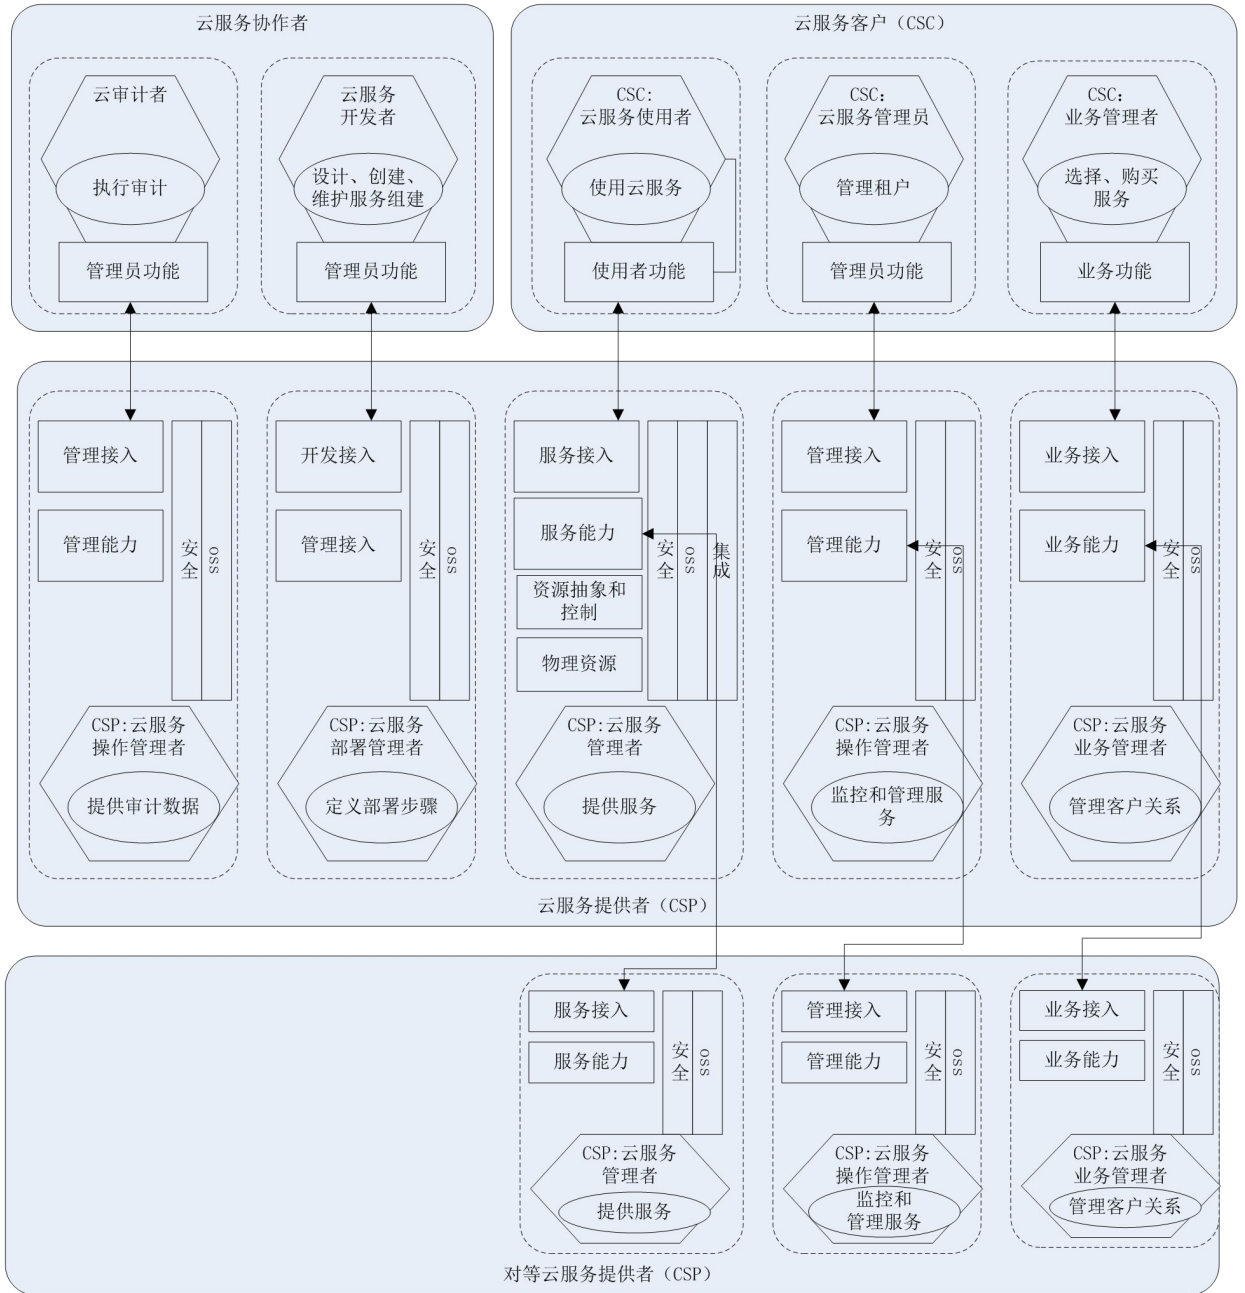 云服务协作者
云服务客户（CSC）
云审计者
执行审计
管理员功能
云服务
开发者
设计、创建、
维护服务组建
管理员功能
CSC：
云服务使用者
使用云服务
使用者功能
CSC：
云服务管理员
管理租户
管理员功能
CSC：
业务管理者
选择、购买
服务
业务功能
管理接入
管理能力
安全
oss
CSP:云服务
操作管理者
提供审计数据
开发接入
管理接入
安全
oss
CSP:云服务
部署管理者
定义部署步骤
服务接入
服务能力
资源抽象和
控制
物理资源
安全
oss
集成
CSP:云服务
管理者
提供服务
管理接入
管理能力
安全
oss
CSP:云服务
操作管理者
监控和管理服
务
业务接入
业务能力
安全
oss
CSP:云服务
业务管理者
管理客户关系
云服务提供者（CSP）
服务接入
服务能力
安全
oss
CSP:云服务
管理者
提供服务
管理接入
管理能力
安全
oss
CSP:云服务
操作管理者
监控和
管理服务
业务接入
业务能力
安全
oss
CSP:云服务
业务管理者
管理客户关系
对等云服务提供者（CSP）